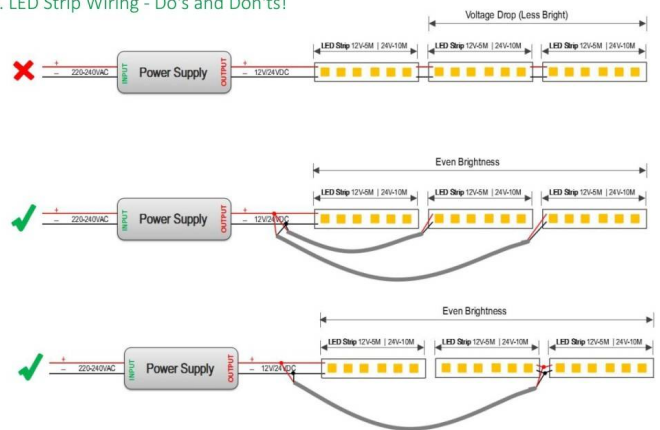 . LED Strip Wiring - Do's and Don'ts!
Voltage Drop (Less Bright)
LED Strip 12V-5M | 24V-10M
LED Strip 12V-5M | 24V-10M
LED Strip 12V-5M | 24V-10M
+
– 220-240VAC
INPUT
Power Supply
OUTPUT
+
– 12V/24VDC
Even Brightness
LED Strip 12V-5M | 24V-10M
LED Strip 12V-5M | 24V-10M
LED Strip 12V-5M | 24V-10M
+
– 220-240VAC
INPUT
Power Supply
OUTPUT
+
– 12V/24VDC
Even Brightness
LED Strip 12V-5M | 24V-10M
LED Strip 12V-5M | 24V-10M
LED Strip 12V-5M | 24V-10M
+
– 220-240VAC
INPUT
Power Supply
OUTPUT
+
– 12V/24VDC